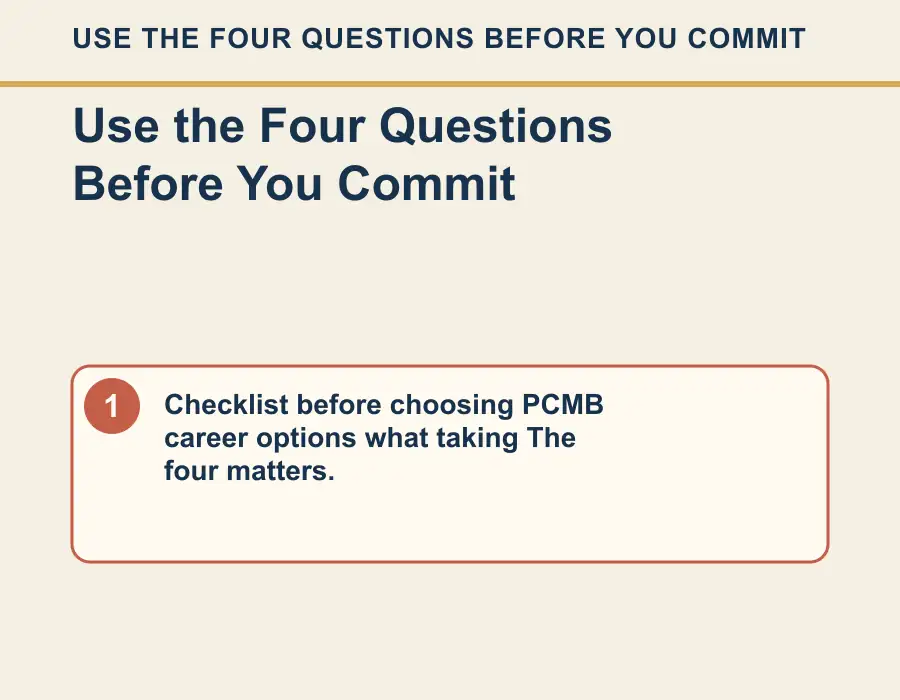 USE THE FOUR QUESTIONS BEFORE YOU COMMIT
Use the Four Questions
Before You Commit
1
Checklist before choosing PCMB
career options what taking The
four matters.